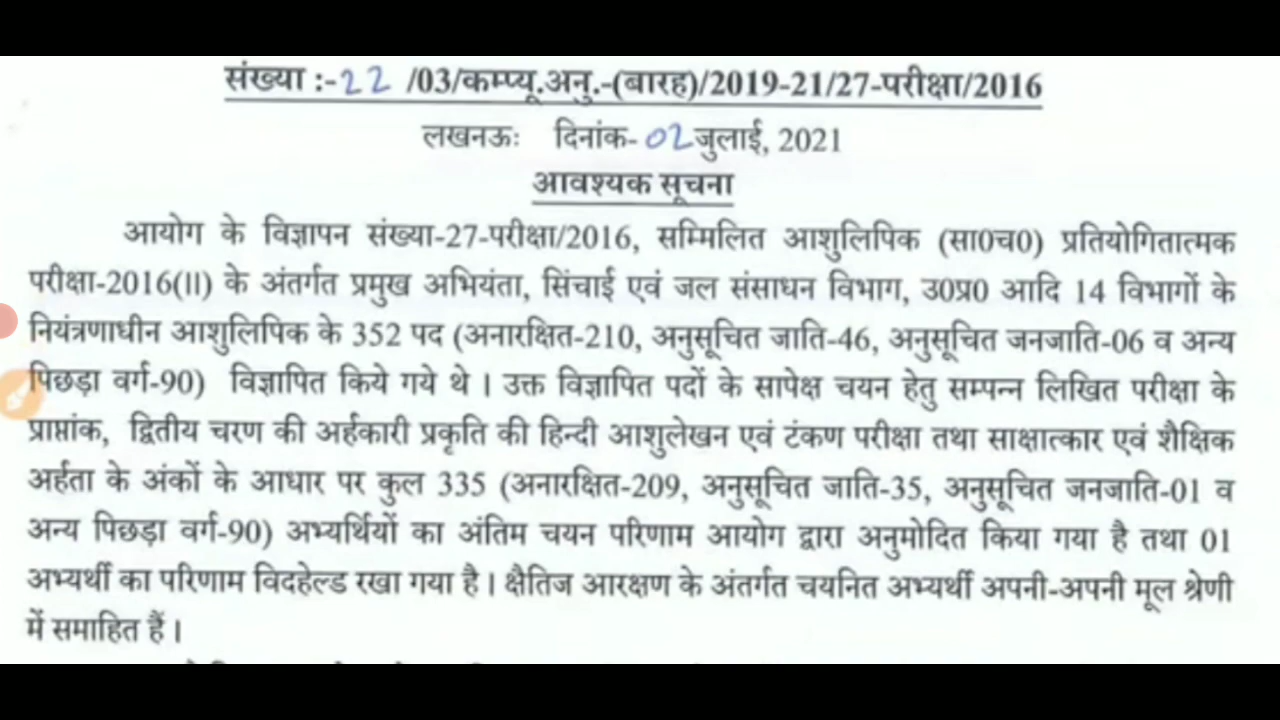 संख्या :-22 /03/कम्प्यू.अनु.-(बारह)/2019-21/27-परीक्षा/2016
लखनऊः दिनांक- 02 जुलाई, 2021
आवश्यक सूचना
आयोग के विज्ञापन संख्या-27-परीक्षा/2016, सम्मिलित आशुलिपिक (सा0च0) प्रतियोगितात्मक
परीक्षा-2016(II) के अंतर्गत प्रमुख अभियंता, सिंचाई एवं जल संसाधन विभाग, उ0प्र0 आदि 14 विभागों के
नियंत्रणाधीन आशुलिपिक के 352 पद (अनारक्षित-210, अनुसूचित जाति-46, अनुसूचित जनजाति-06 व अन्य
पिछड़ा वर्ग-90) विज्ञापित किये गये थे । उक्त विज्ञापित पदों के सापेक्ष चयन हेतु सम्पन्न लिखित परीक्षा के
प्राप्तांक, द्वितीय चरण की अर्हकारी प्रकृति की हिन्दी आशुलेखन एवं टंकण परीक्षा तथा साक्षात्कार एवं शैक्षिक
अर्हता के अंकों के आधार पर कुल 335 (अनारक्षित-209, अनुसूचित जाति-35, अनुसूचित जनजाति-01 व
अन्य पिछड़ा वर्ग-90) अभ्यर्थियों का अंतिम चयन परिणाम आयोग द्वारा अनुमोदित किया गया है तथा 01
अभ्यर्थी का परिणाम विदहेल्ड रखा गया है । क्षैतिज आरक्षण के अंतर्गत चयनित अभ्यर्थी अपनी-अपनी मूल श्रेणी
में समाहित हैं ।